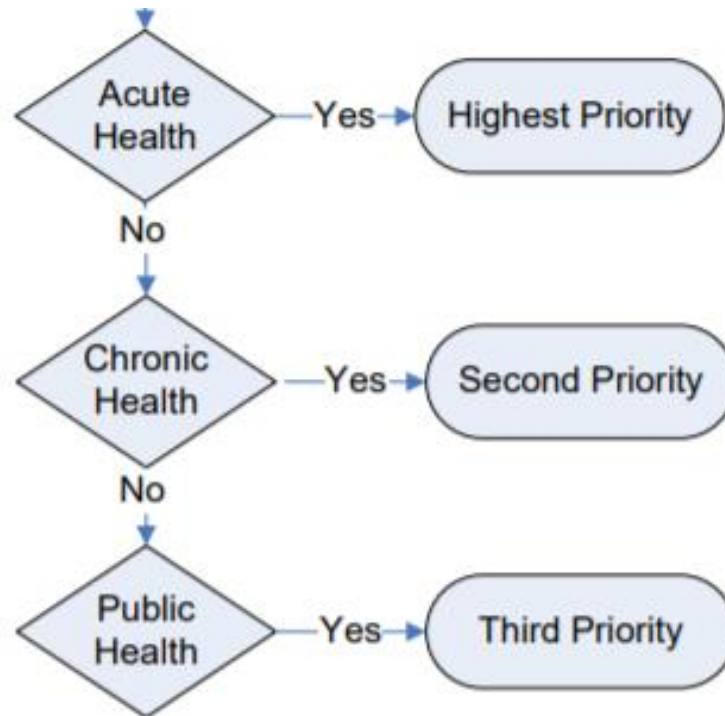 Acute
Health
Yes
Highest Priority
No
Chronic
Health
Yes
Second Priority
No
Public
Health
Yes
Third Priority